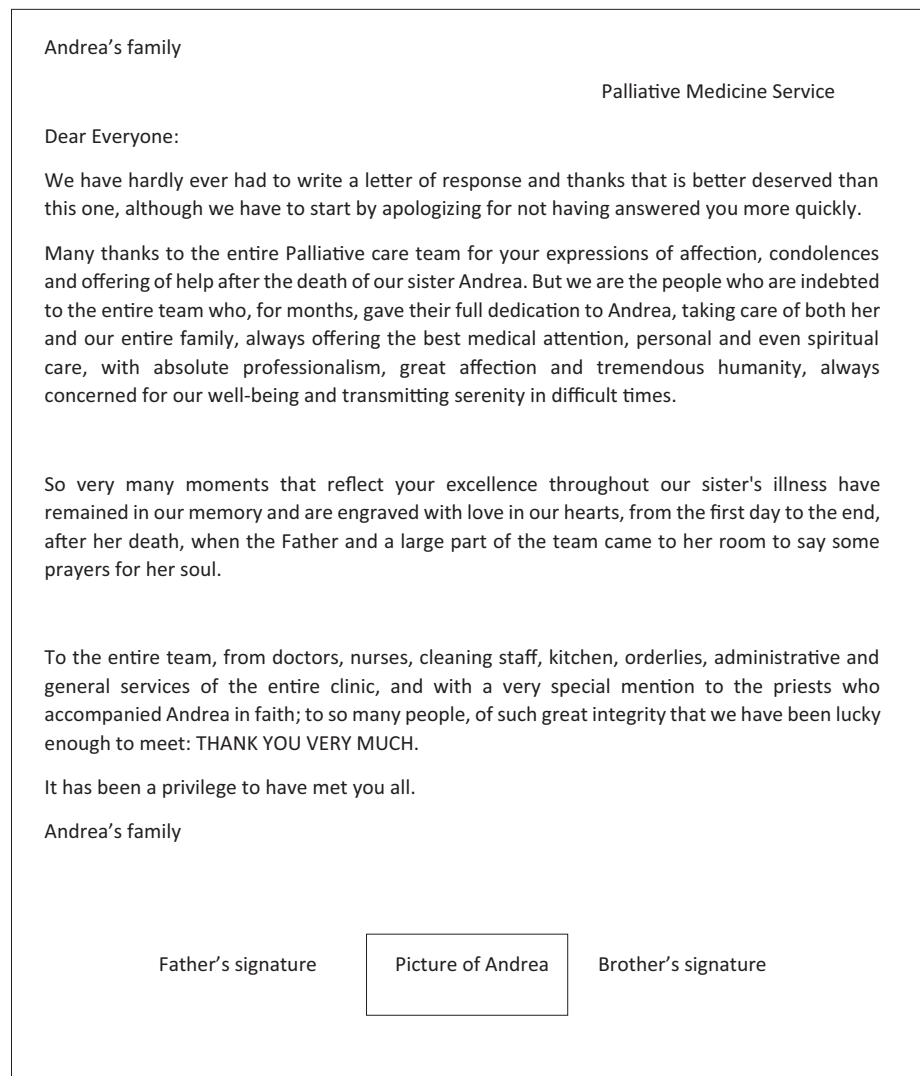 Andrea’s family
Palliative Medicine Service
Dear Everyone:
We have hardly ever had to write a letter of response and thanks that is better deserved than
this one, although we have to start by apologizing for not having answered you more quickly.
Many thanks to the entire Palliative care team for your expressions of affection, condolences
and offering of help after the death of our sister Andrea. But we are the people who are indebted
to the entire team who, for months, gave their full dedication to Andrea, taking care of both her
and our entire family, always offering the best medical attention, personal and even spiritual
care, with absolute professionalism, great affection and tremendous humanity, always
concerned for our well-being and transmitting serenity in difficult times.
So very many moments that reflect your excellence throughout our sister's illness have
remained in our memory and are engraved with love in our hearts, from the first day to the end,
after her death, when the Father and a large part of the team came to her room to say some
prayers for her soul.
To the entire team, from doctors, nurses, cleaning staff, kitchen, orderlies, administrative and
general services of the entire clinic, and with a very special mention to the priests who
accompanied Andrea in faith; to so many people, of such great integrity that we have been lucky
enough to meet: THANK YOU VERY MUCH.
It has been a privilege to have met you all.
Andrea’s family
Father’s signature Picture of Andrea Brother’s signature